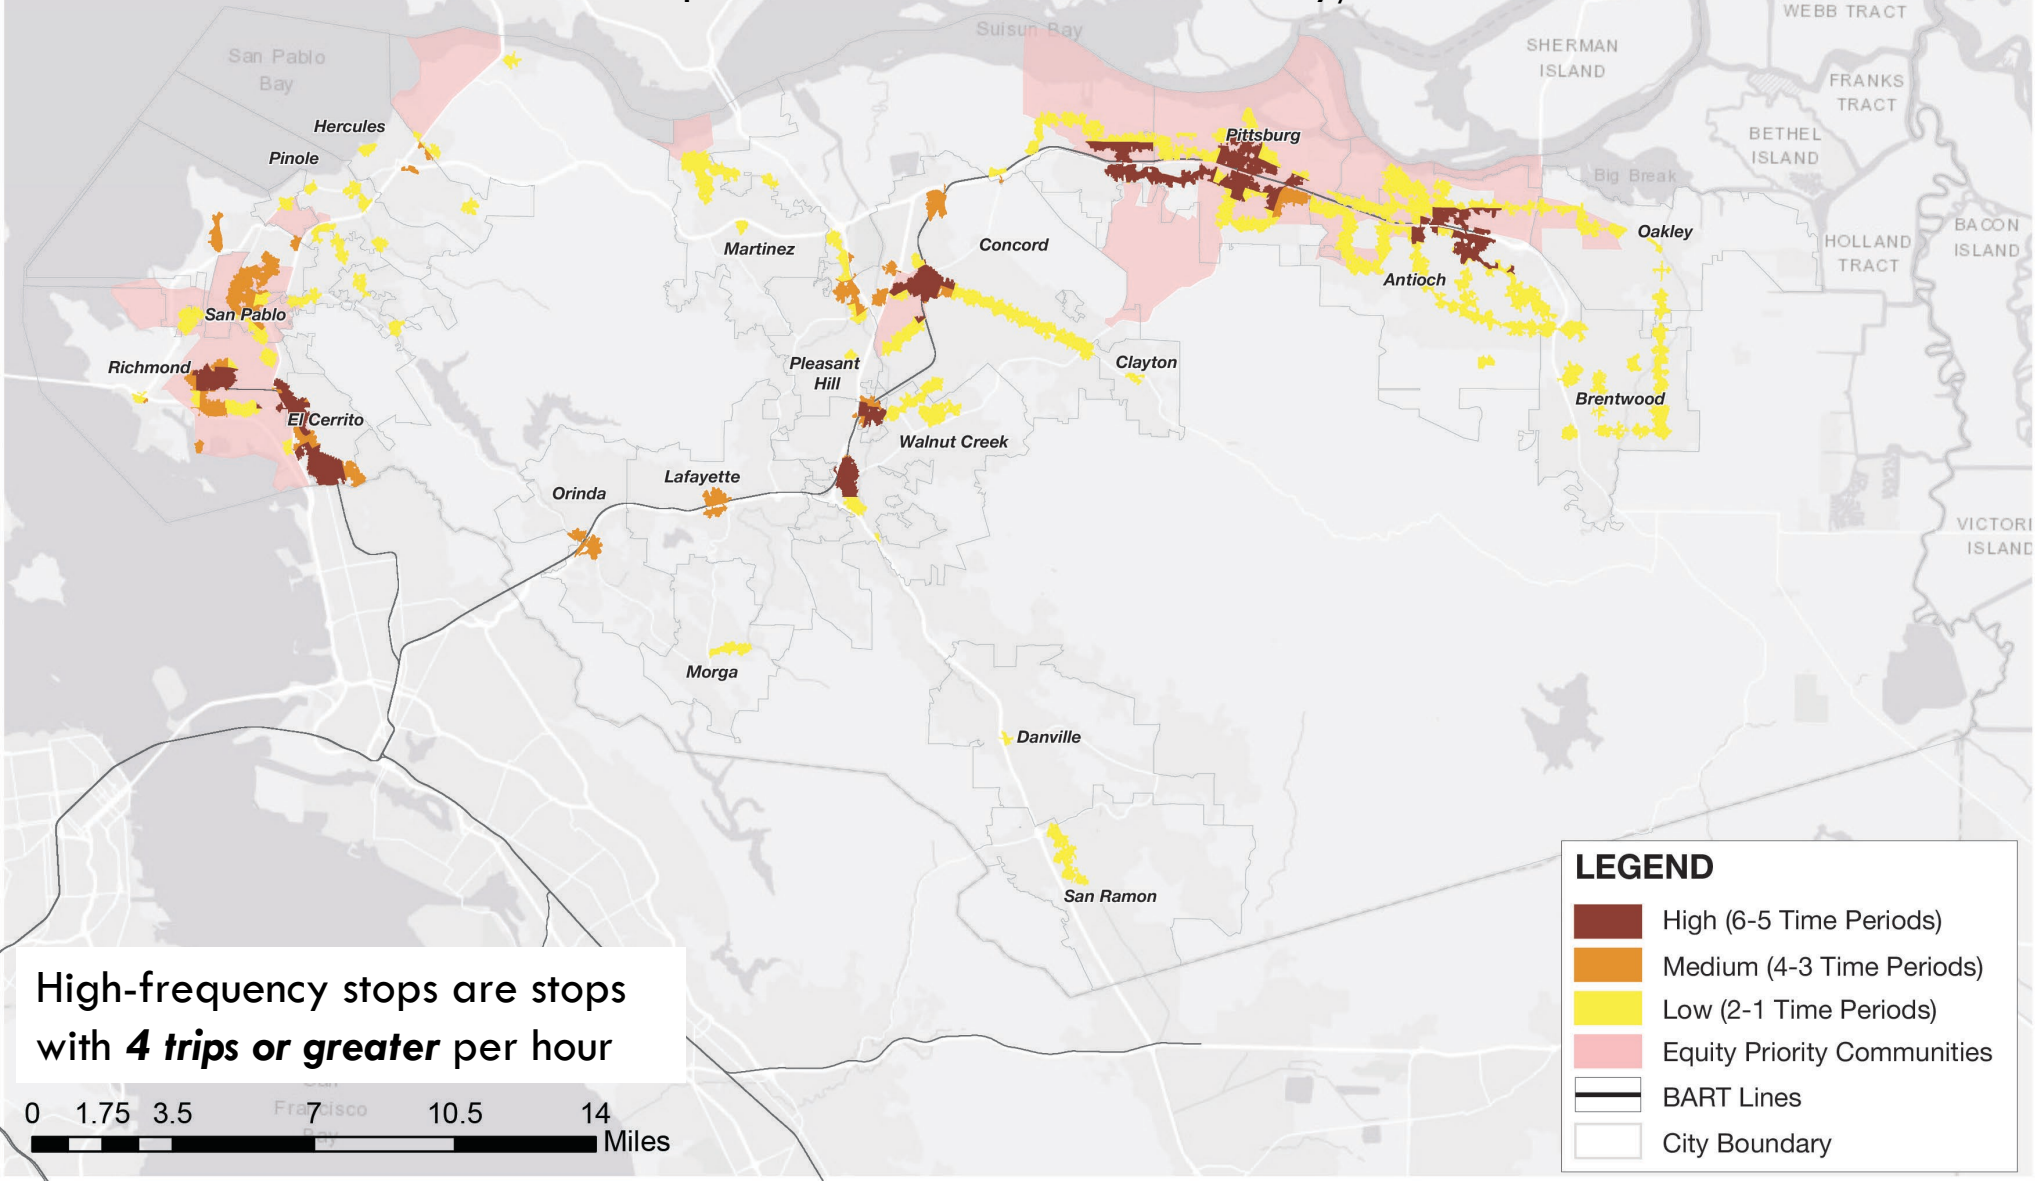 Suisun Bay
WEBB TRACT
SHERMAN
ISLAND
San Pablo
Bay
FRANKS
TRACT
Hercules
Pittsburg
BETHEL
ISLAND
Pinole
Big Break
Martinez
Concord
Oakley
BACON
ISLAND
HOLLAND
TRACT
Antioch
San Pablo
Richmond
Pleasant
Hill
Clayton
El Cerrito
Brentwood
Walnut Creek
Lafayette
Orinda
VICTORI
ISLAND
Morga
Danville
San Ramon
LEGEND
High (6-5 Time Periods)
Medium (4-3 Time Periods)
Low (2-1 Time Periods)
Equity Priority Communities
BART Lines
City Boundary
High-frequency stops are stops
with 4 trips or greater per hour
0 1.75 3.5 7 10.5 14
Miles
Francisco
Bay